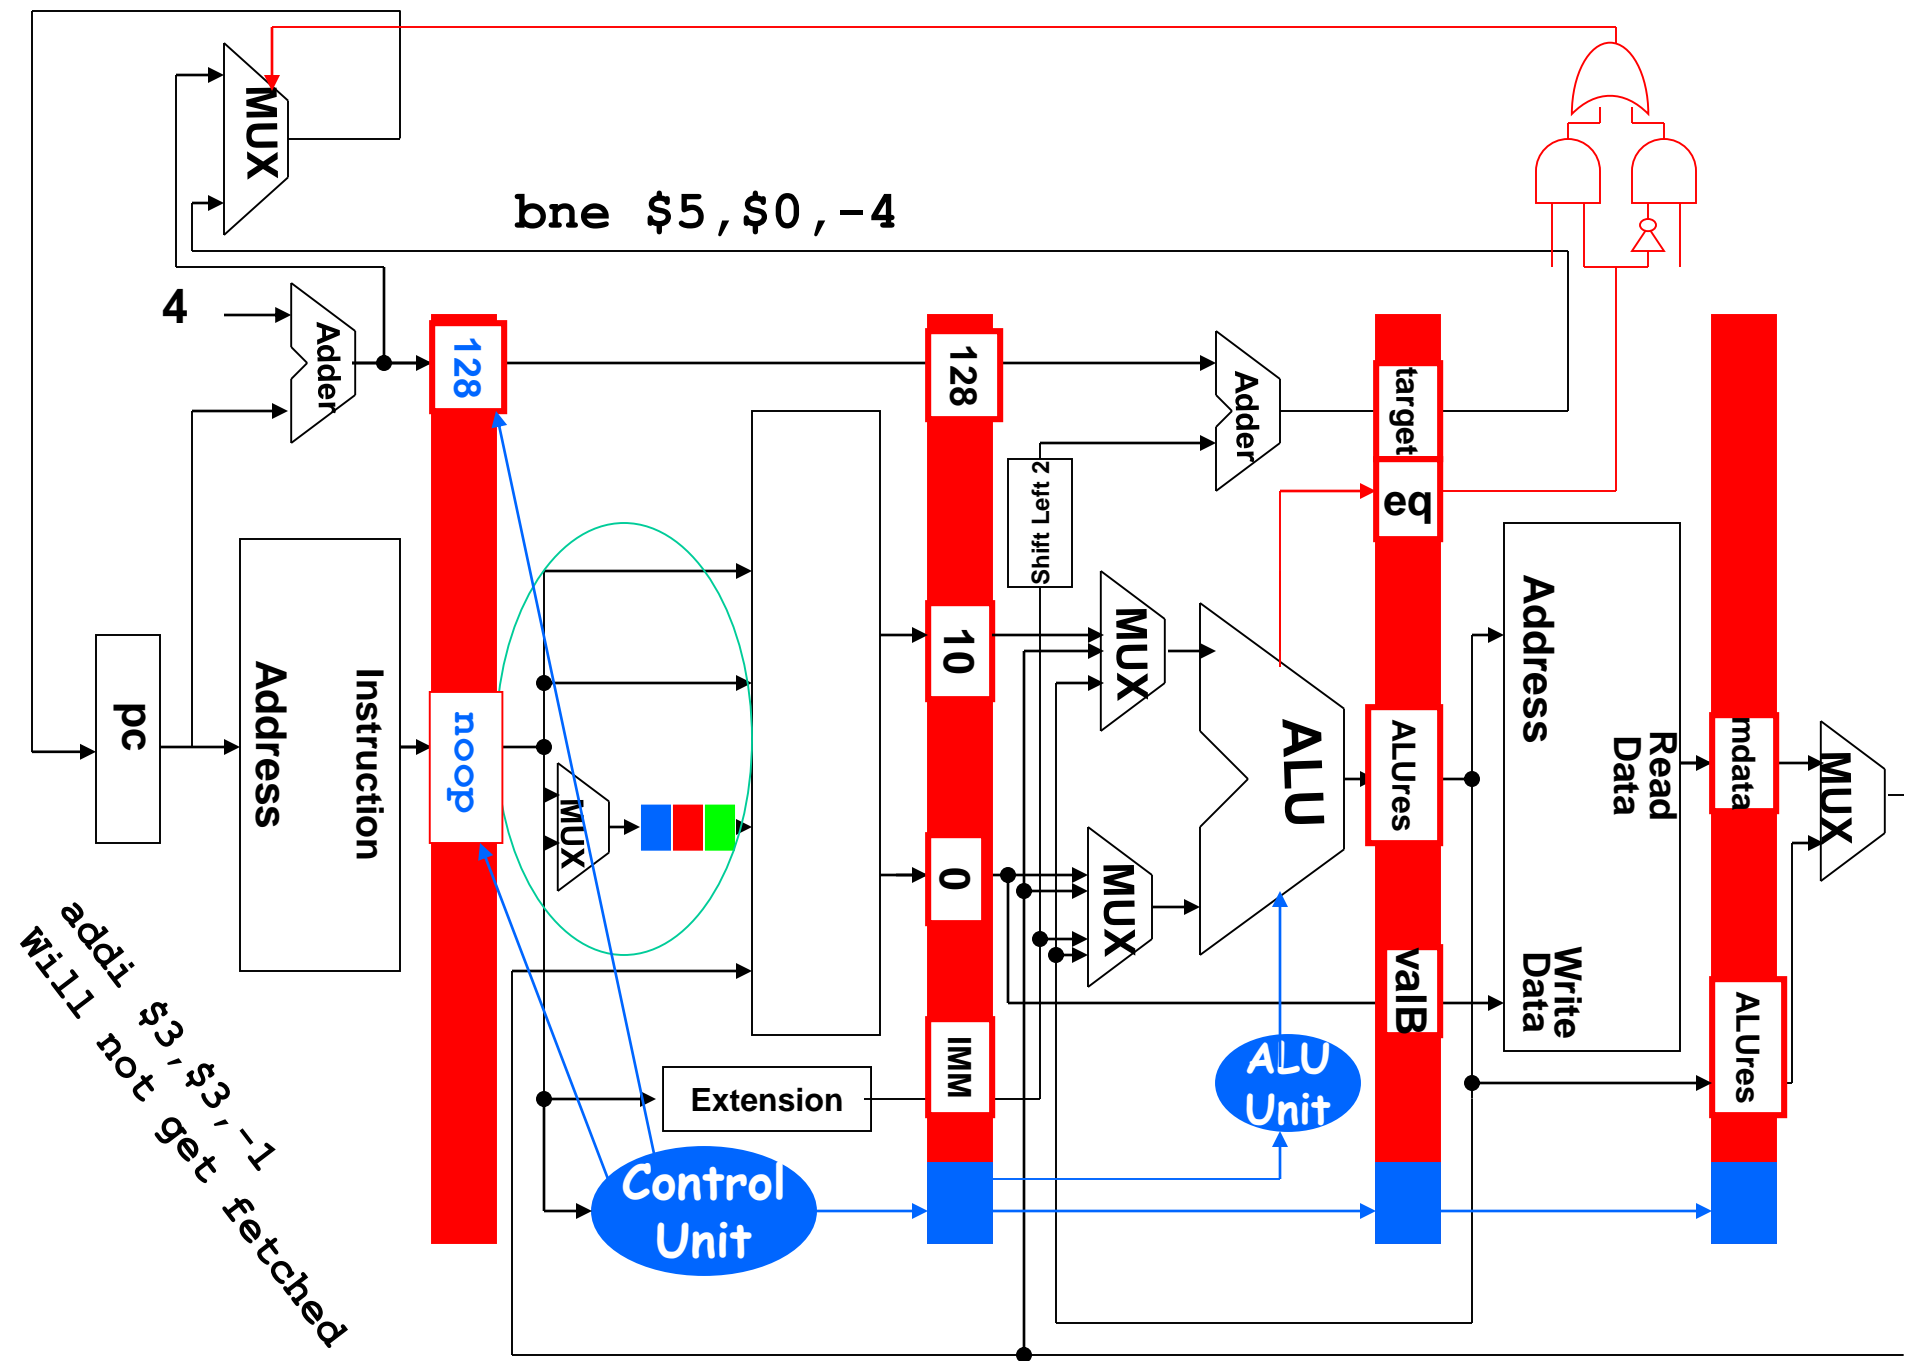 MUX
bne $5,$0,-4
4
Adder
128
128
Adder
target
eq
Shift Left 2
pc
Address
Instruction
noop
MUX
10
0
MUX
MUX
ALU
ALUres
Address
Read
Data
Write
Data
mdata
MUX
valB
IMM
ALUres
Extension
ALU
Unit
Control
Unit
addi $3,$3,-1
Will not get fetched